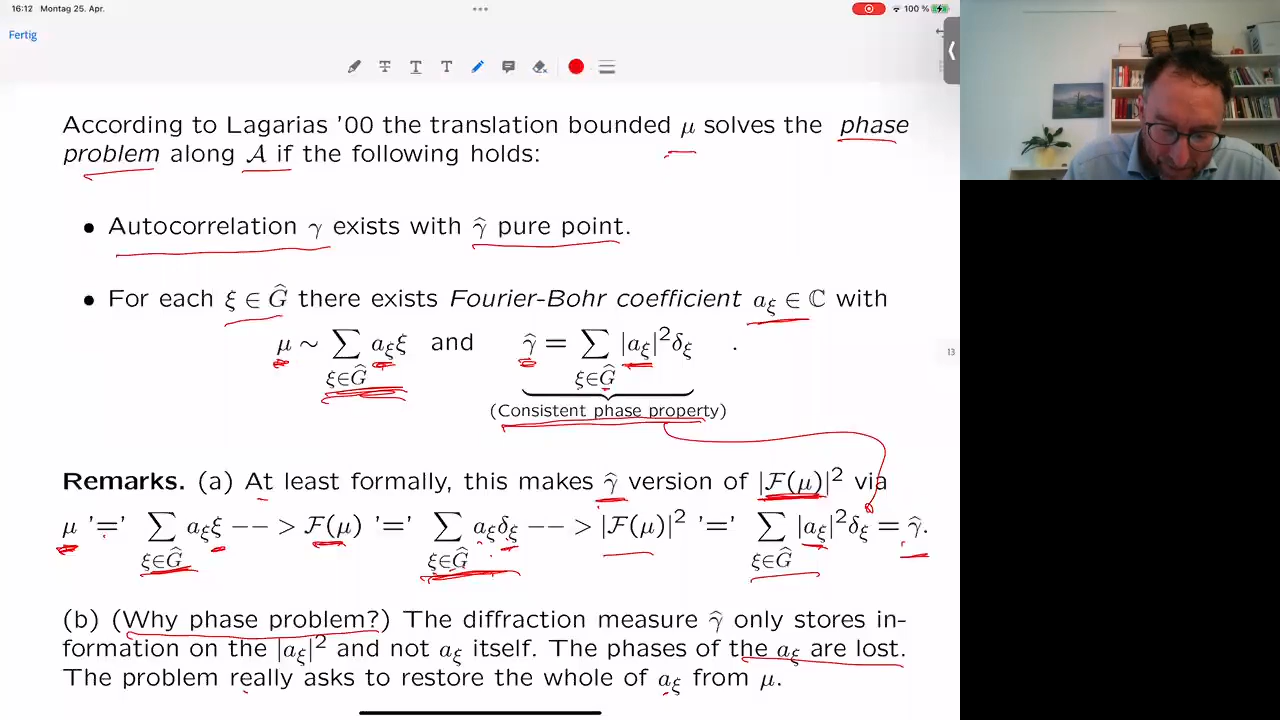 16:12 Montag 25. Apr.
100 %
Fertig
According to Lagarias '00 the translation bounded μ solves the phase
problem along 𝒜 if the following holds:
• Autocorrelation γ exists with γ̂ pure point.
• For each ξ ∈ Ĝ there exists Fourier-Bohr coefficient a_ξ ∈ ℂ with
μ ∼ ∑_{ξ∈Ĝ} a_ξ ξ and γ̂ = ∑_{ξ∈Ĝ} |a_ξ|² δ_ξ .
(Consistent phase property)
13
Remarks. (a) At least formally, this makes γ̂ version of |ℱ(μ)|² via
μ '=' ∑_{ξ∈Ĝ} a_ξ ξ −− > ℱ(μ) '=' ∑_{ξ∈Ĝ} a_ξ δ_ξ −− > |ℱ(μ)|² '=' ∑_{ξ∈Ĝ} |a_ξ|² δ_ξ = γ̂.
(b) (Why phase problem?) The diffraction measure γ̂ only stores in-
formation on the |a_ξ|² and not a_ξ itself. The phases of the a_ξ are lost.
The problem really asks to restore the whole of a_ξ from μ.